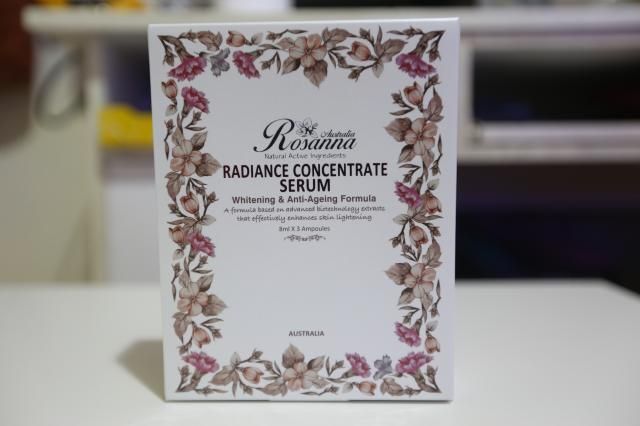 Australia
Rosanna
Natural Active Ingredients
RADIANCE CONCENTRATE
SERUM
Whitening & Anti-Ageing Formula
A formula based on advanced biotechnology extracts
that effectively enhances skin lightening
8ml X 3 Ampoules
AUSTRALIA